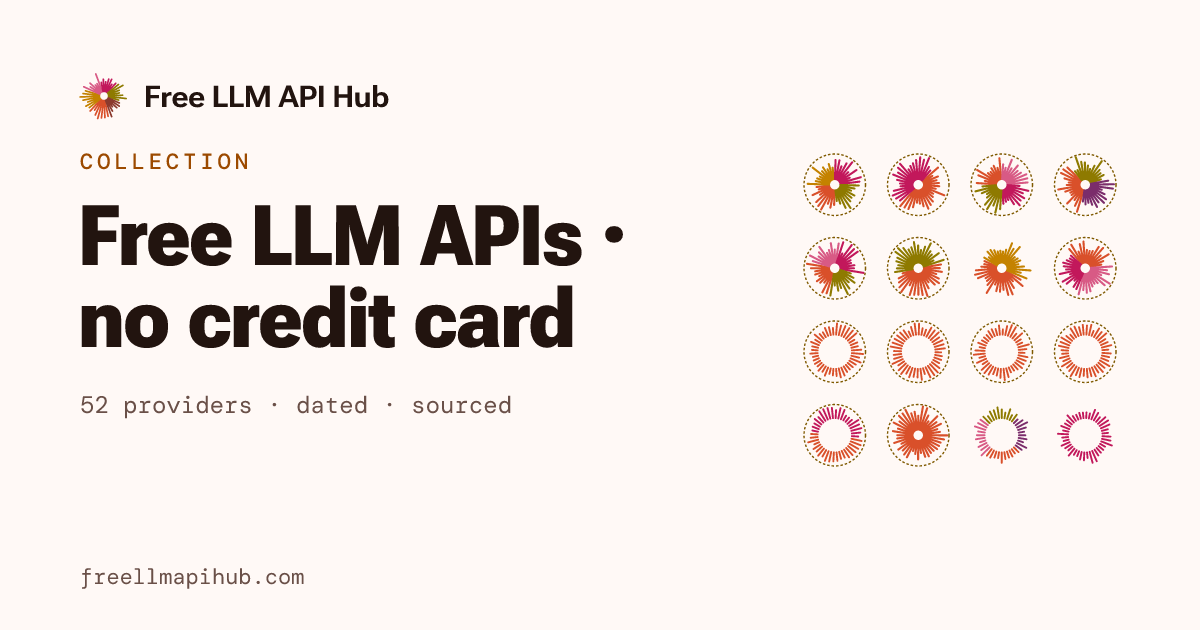 Free LLM API Hub
COLLECTION
Free LLM APIs •
no credit card
52 providers · dated · sourced
freellmapihub.com